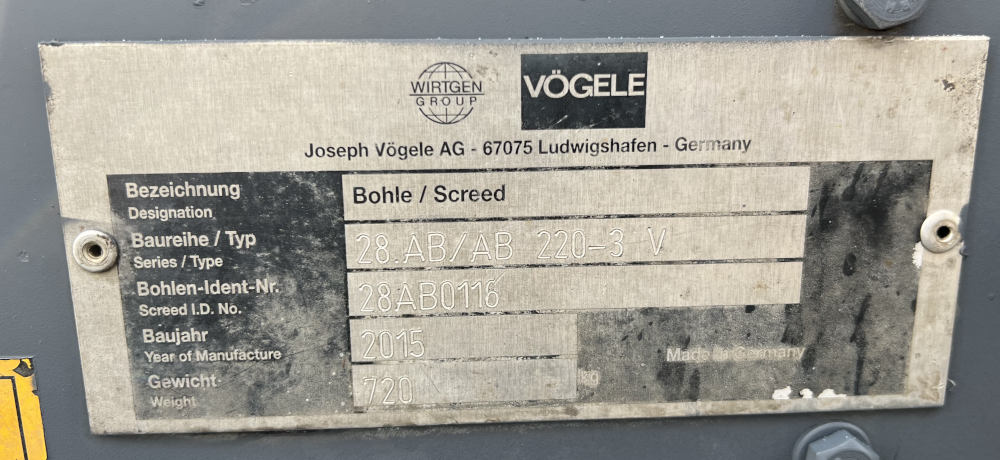 WIRTGEN
GROUP
VÖGELE
Joseph Vögele AG - 67075 Ludwigshafen - Germany
Bezeichnung
Designation
Bohle / Screed
Baureihe / Typ
Series / Type
28.AB/AB 220-3 V
Bohlen-Ident-Nr.
Screed I.D. No.
28AB0116
Baujahr
Year of Manufacture
2015
Made in Germany
Gewicht
Weight
720 kg